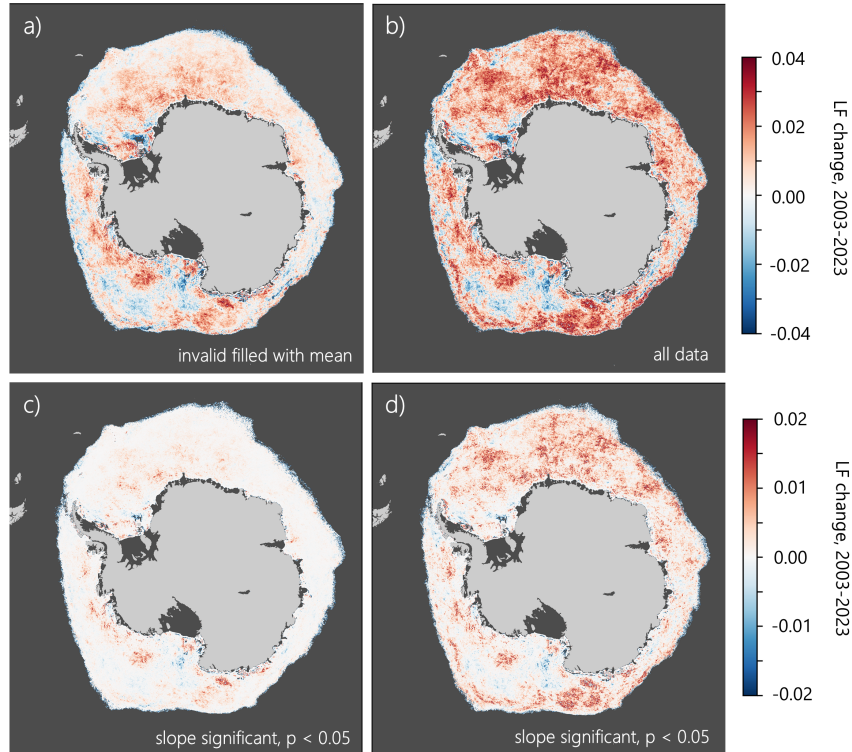 a)
invalid filled with mean
b)
all data
0.04
0.02
0.00
-0.02
-0.04
LF change, 2003-2023
c)
slope significant, p < 0.05
d)
slope significant, p < 0.05
0.02
0.01
0.00
-0.01
-0.02
LF change, 2003-2023